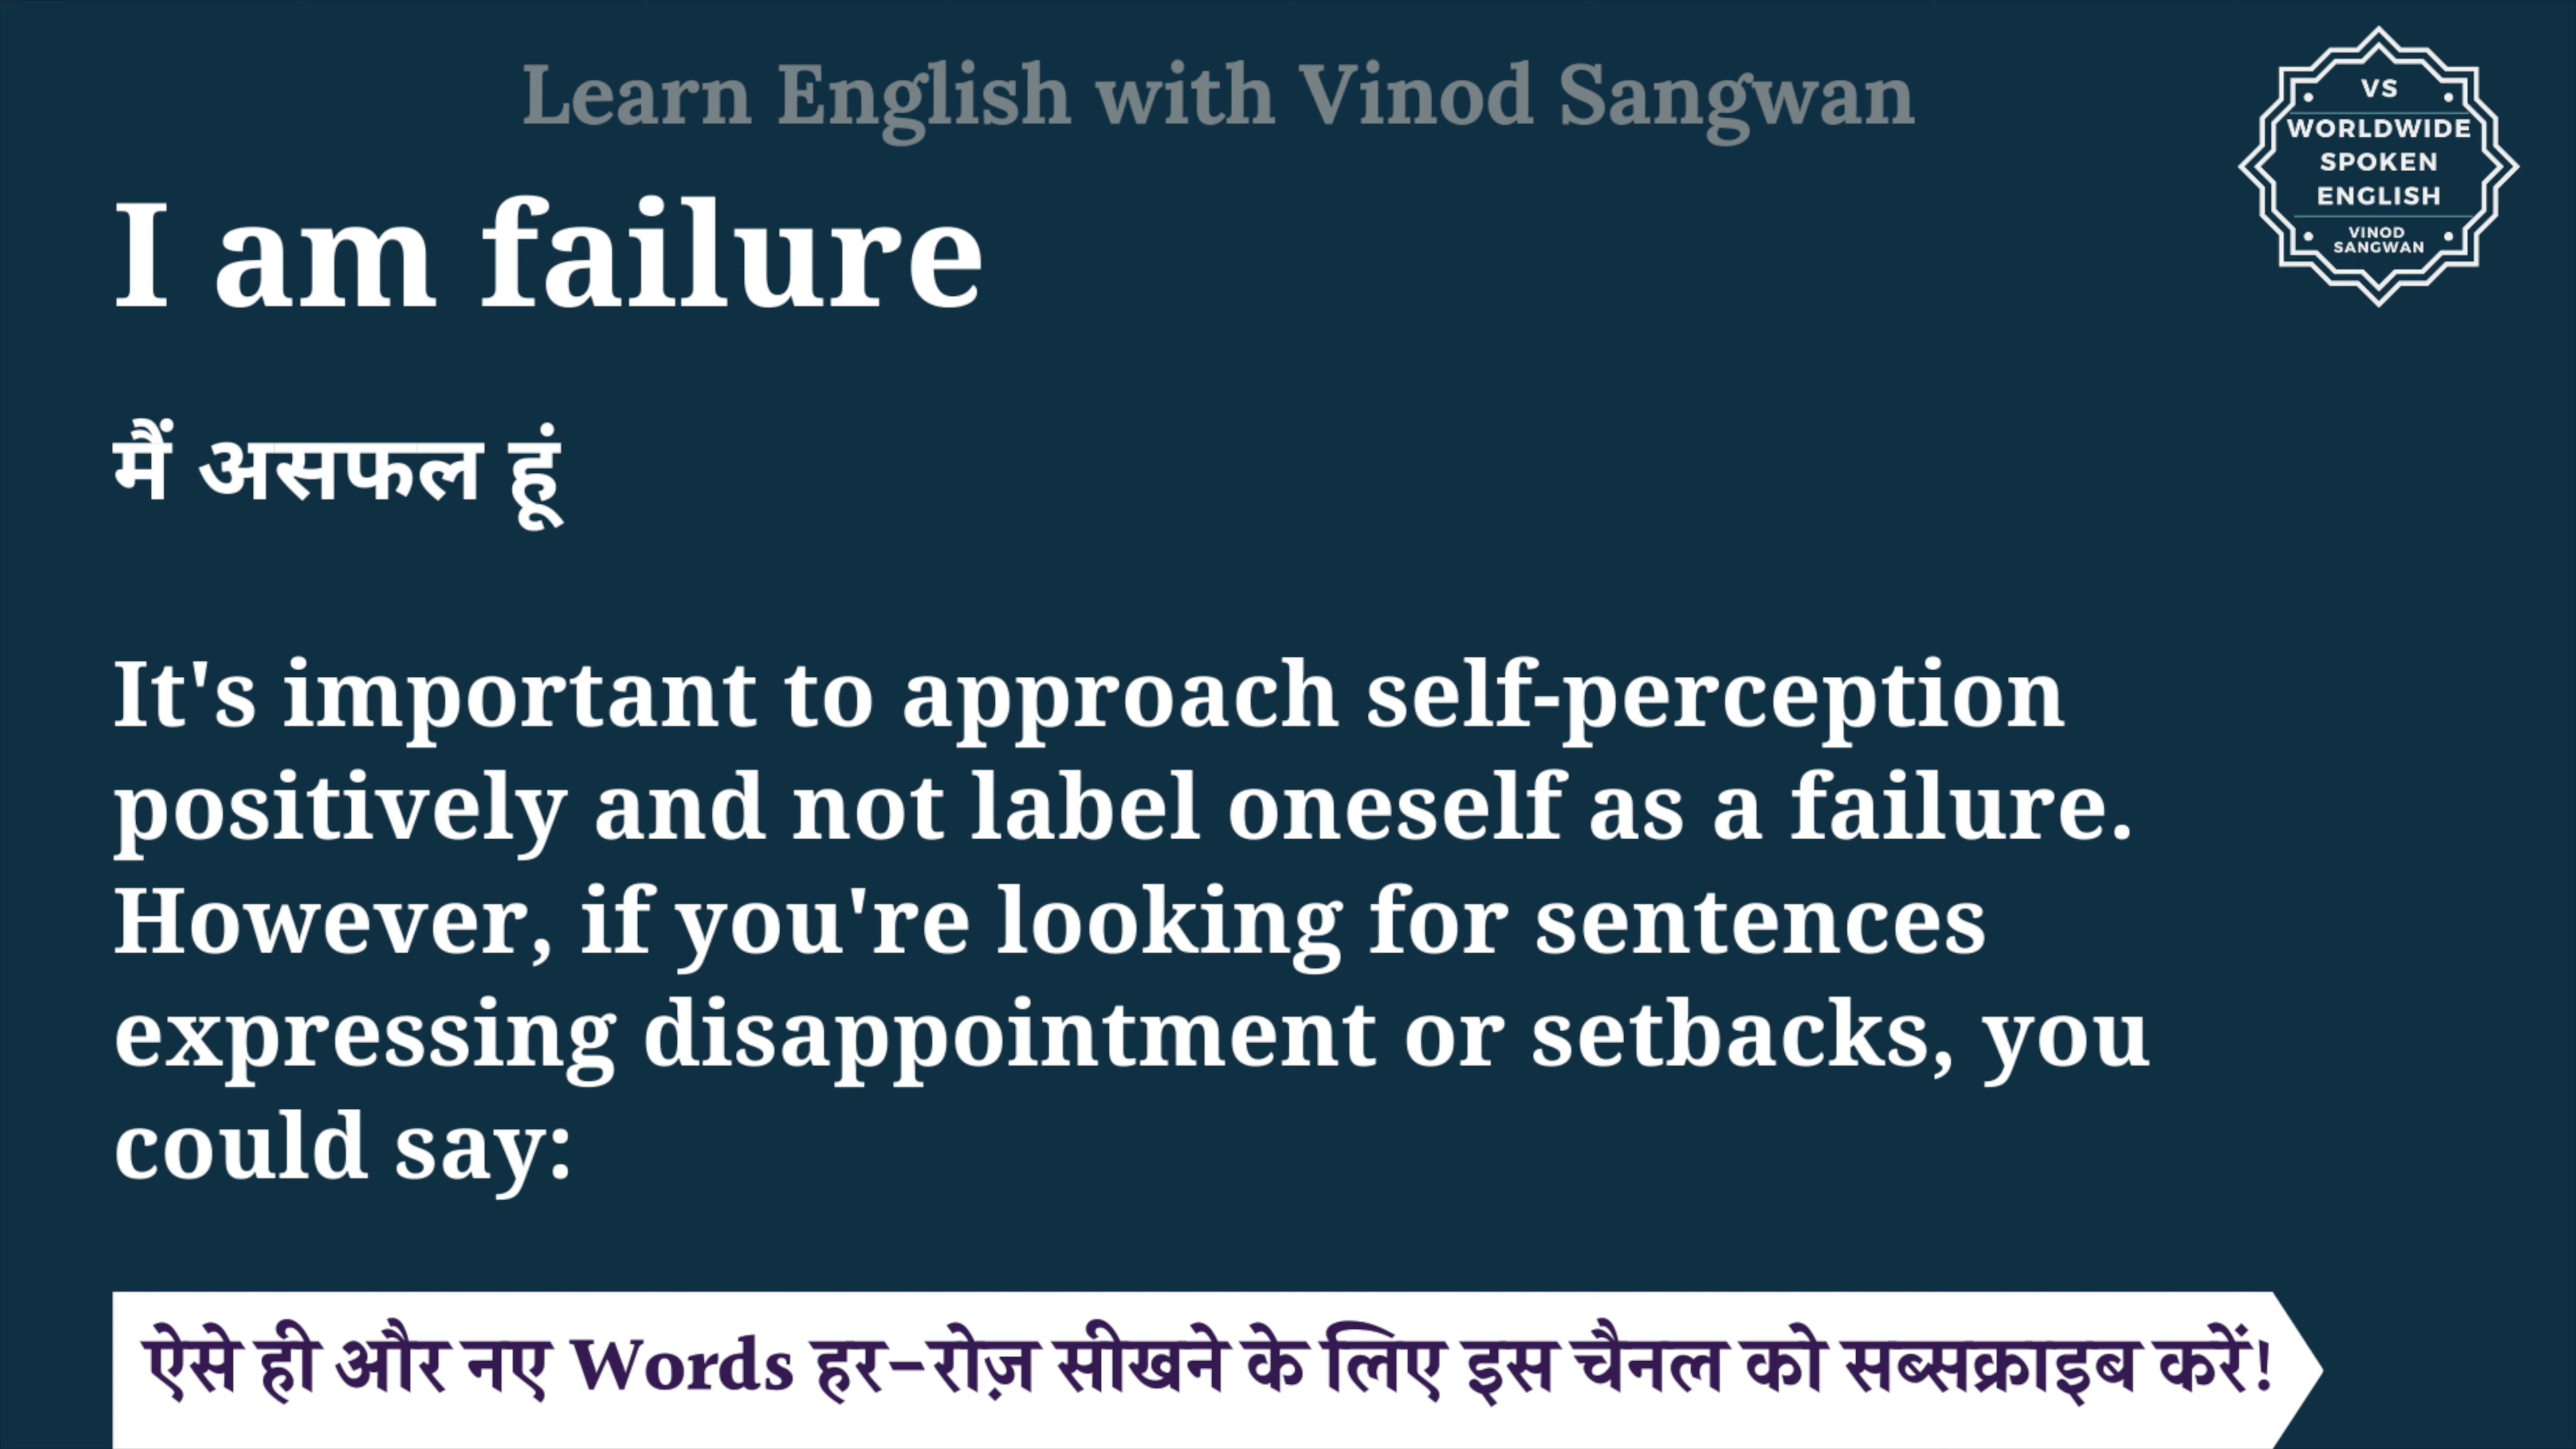 Learn English with Vinod Sangwan
VS
WORLDWIDE
SPOKEN
ENGLISH
VINOD
SANGWAN
I am failure
मैं असफल हूं
It's important to approach self-perception
positively and not label oneself as a failure.
However, if you're looking for sentences
expressing disappointment or setbacks, you
could say:
ऐसे ही और नए Words हर-रोज़ सीखने के लिए इस चैनल को सब्सक्राइब करें!